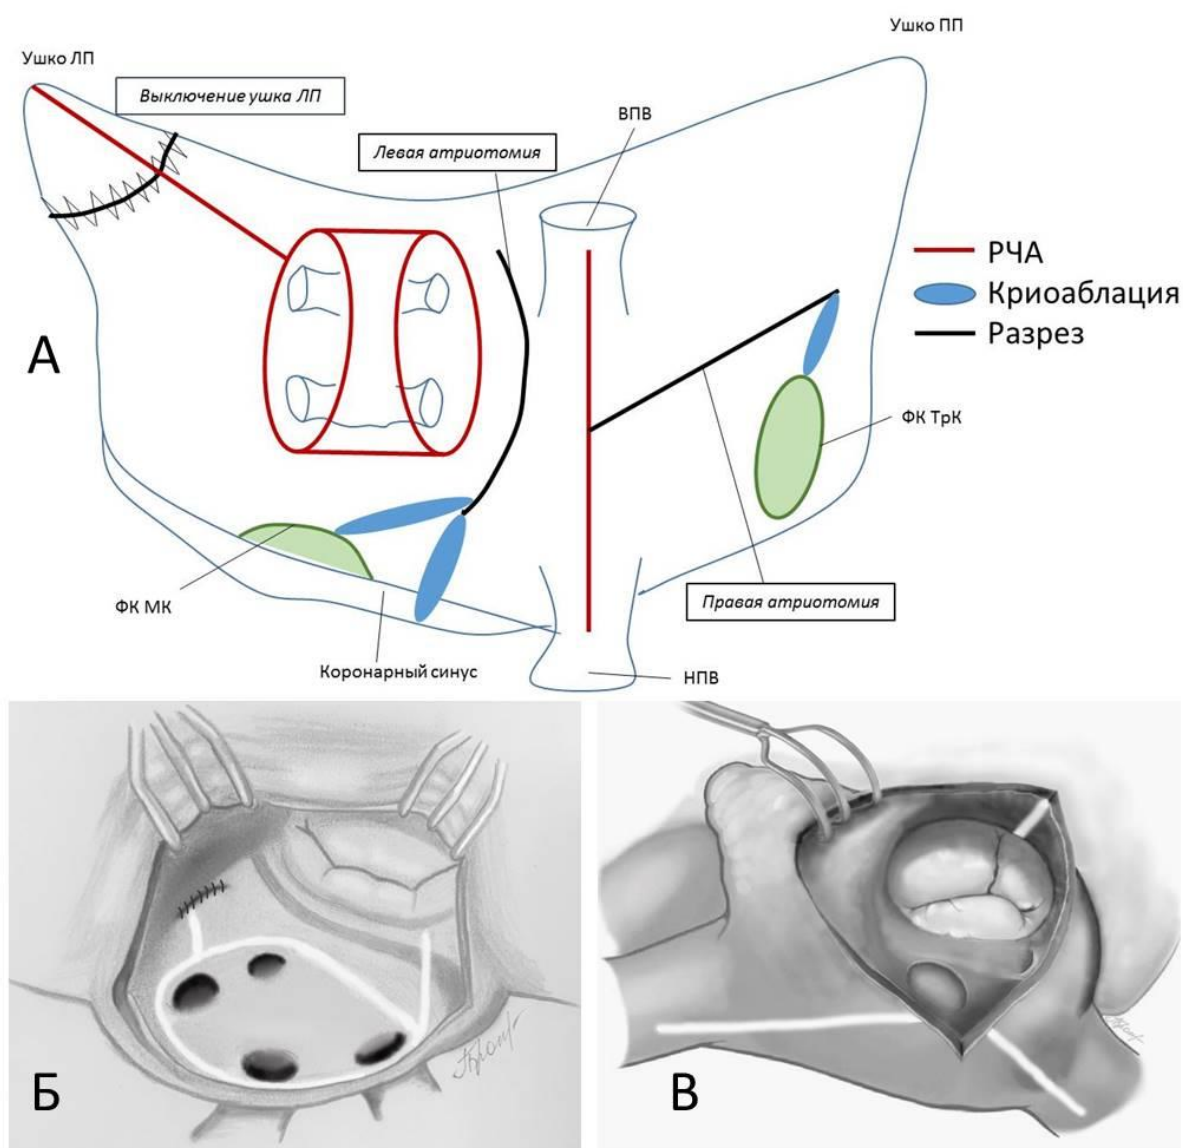 Ушко ПП
Ушко ЛП
Выключение ушка ЛП
ВПВ
Левая атриотомия
РЧА
Криоаблация
Разрез
А
ФК ТрК
ФК МК
Правая атриотомия
Коронарный синус
НПВ
Б
В